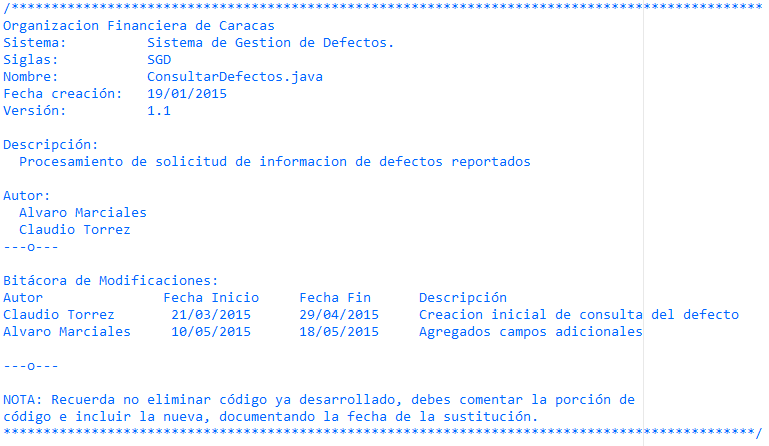 /**********************************************************************************************
Organizacion Financiera de Caracas
Sistema:          Sistema de Gestion de Defectos.
Siglas:           SGD
Nombre:           ConsultarDefectos.java
Fecha creación:   19/01/2015
Versión:          1.1
Descripción:
  Procesamiento de solicitud de informacion de defectos reportados
Autor:
  Alvaro Marciales
  Claudio Torrez
---o---
Bitácora de Modificaciones:
Autor               Fecha Inicio     Fecha Fin      Descripción
Claudio Torrez       21/03/2015      29/04/2015     Creacion inicial de consulta del defecto
Alvaro Marciales     10/05/2015      18/05/2015     Agregados campos adicionales
---o---
NOTA: Recuerda no eliminar código ya desarrollado, debes comentar la porción de
código e incluir la nueva, documentando la fecha de la sustitución.
**********************************************************************************************/